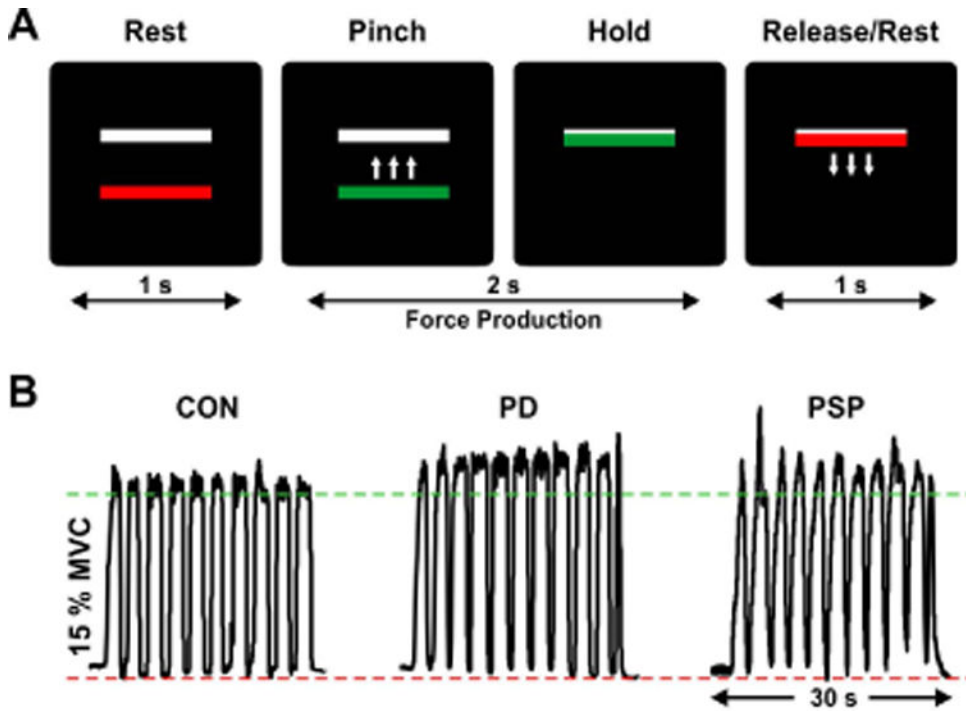 A
Rest
Pinch
Hold
Release/Rest
1 s
2 s
1 s
Force Production
B
CON
PD
PSP
15 % MVC
30 s